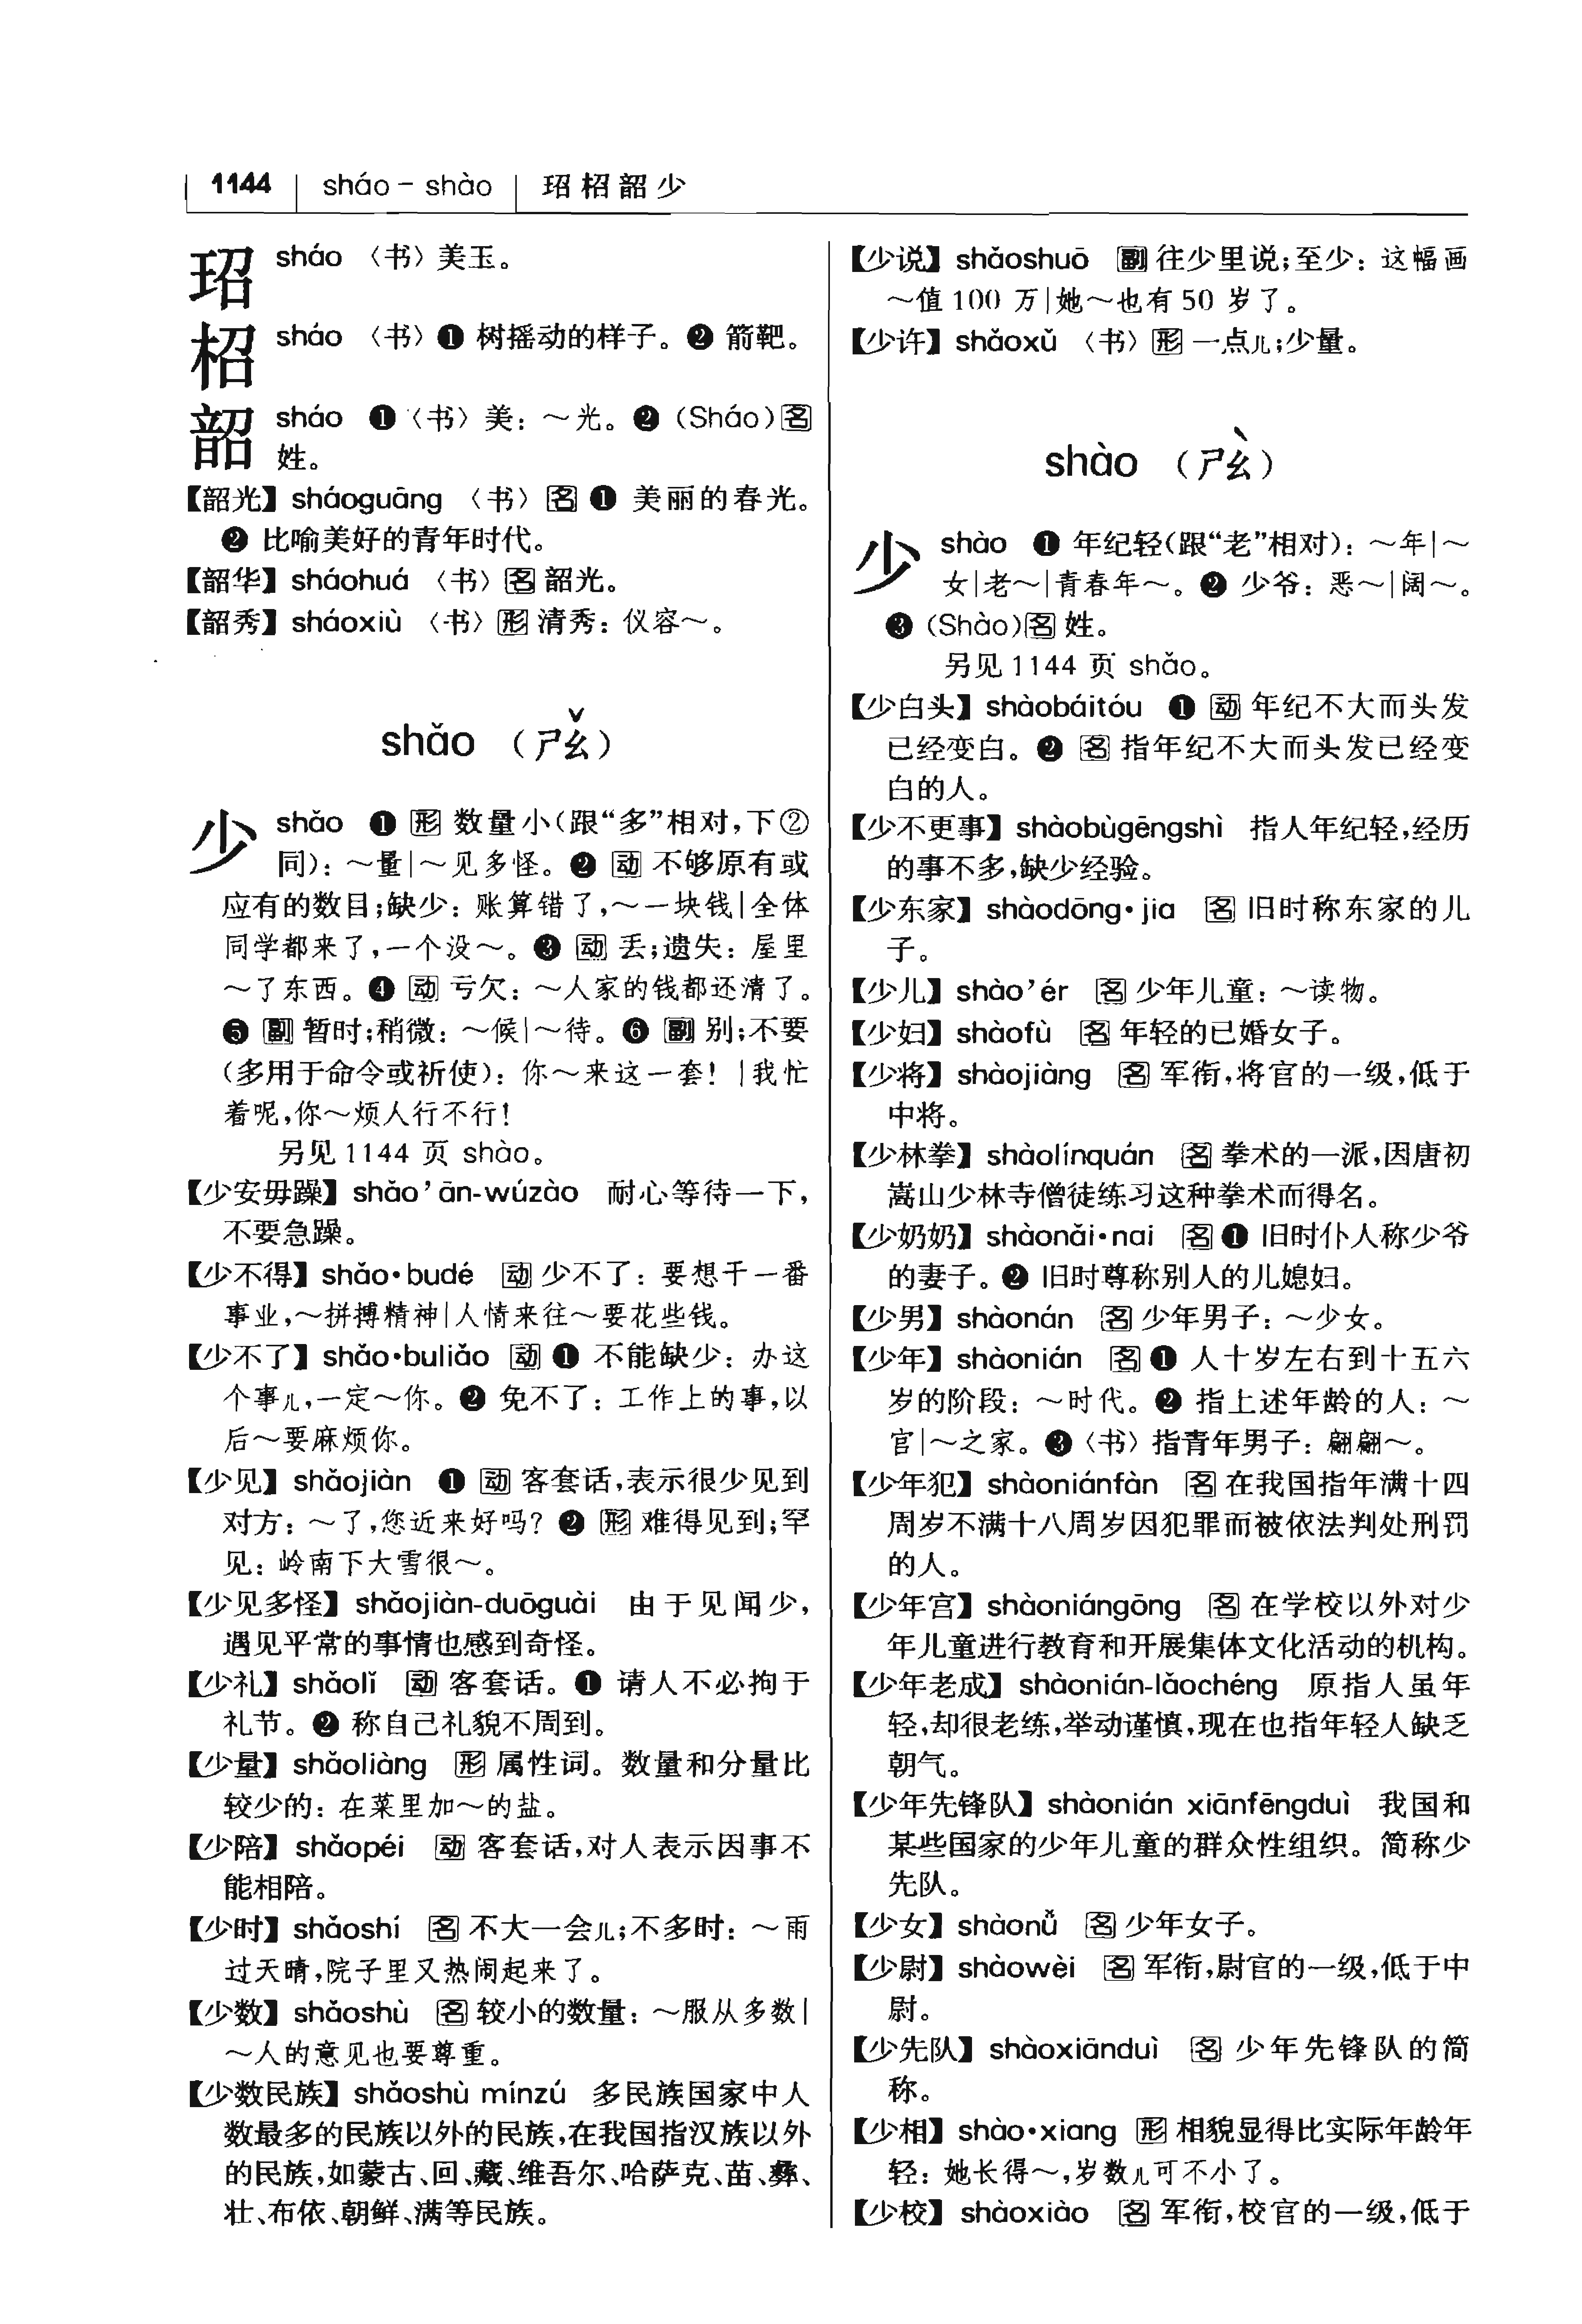 1144 sháo－shào 玿柖韶少
玿 sháo 〈书〉美玉。
柖 sháo 〈书〉❶ 树摇动的样子。❷ 箭靶。
韶 sháo ❶〈书〉美：～光。❷（Sháo）名
姓。
【韶光】sháoguāng 〈书〉名❶ 美丽的春光。
❷ 比喻美好的青年时代。
【韶华】sháohuá 〈书〉名韶光。
【韶秀】sháoxiù 〈书〉形清秀：仪容～。
shǎo （ㄕㄠˇ）
少 shǎo ❶ 形 数量小（跟“多”相对，下②
同）：～量｜～见多怪。❷ 动 不够原有或
应有的数目；缺少：账算错了，～一块钱｜全体
同学都来了，一个没～。❸ 动 丢；遗失：屋里
～了东西。❹ 动 亏欠：～人家的钱都还清了。
❺ 副 暂时；稍微：～候｜～待。❻ 副 别；不要
（多用于命令或祈使）：你～来这一套！｜我忙
着呢，你～烦人行不行！
另见1144 页 shào。
【少安毋躁】shǎo’ān-wúzào 耐心等待一下，
不要急躁。
【少不得】shǎo•budé 动少不了：要想干一番
事业，～拼搏精神｜人情来往～要花些钱。
【少不了】shǎo•buliǎo 动❶ 不能缺少：办这
个事儿，一定～你。❷ 免不了：工作上的事，以
后～要麻烦你。
【少见】shǎojiàn ❶ 动客套话，表示很少见到
对方：～了，您近来好吗？❷ 形难得见到；罕
见：岭南下大雪很～。
【少见多怪】shǎojiàn-duōguài 由于见闻少，
遇见平常的事情也感到奇怪。
【少礼】shǎolǐ 动 客套话。❶ 请人不必拘于
礼节。❷ 称自己礼貌不周到。
【少量】shǎoliàng 形 属性词。数量和分量比
较少的：在菜里加～的盐。
【少陪】shǎopéi 动 客套话，对人表示因事不
能相陪。
【少时】shǎoshí 名 不大一会儿；不多时：～雨
过天晴，院子里又热闹起来了。
【少数】shǎoshù 名较小的数量：～服从多数｜
～人的意见也要尊重。
【少数民族】shǎoshù mínzú 多民族国家中人
数最多的民族以外的民族，在我国指汉族以外
的民族，如蒙古、回、藏、维吾尔、哈萨克、苗、彝、
壮、布依、朝鲜、满等民族。
【少说】shǎoshuō 副往少里说；至少：这幅画
～值100 万｜她～也有50 岁了。
【少许】shǎoxǔ 〈书〉形一点儿；少量。
shào （ㄕㄠˋ）
少 shào ❶ 年纪轻（跟“老”相对）：～年｜～
女｜老～｜青春年～。❷ 少爷：恶～｜阔～。
❸（Shào）名 姓。
另见1144 页 shǎo。
【少白头】shàobáitóu ❶ 动年纪不大而头发
已经变白。❷ 名指年纪不大而头发已经变
白的人。
【少不更事】shàobùgēngshì 指人年纪轻，经历
的事不多，缺少经验。
【少东家】shàodōng•jia 名旧时称东家的儿
子。
【少儿】shào’ér 名少年儿童：～读物。
【少妇】shàofù 名年轻的已婚女子。
【少将】shàojiàng 名 军衔，将官的一级，低于
中将。
【少林拳】shàolínquán 名拳术的一派，因唐初
嵩山少林寺僧徒练习这种拳术而得名。
【少奶奶】shàonǎi•nai 名❶ 旧时仆人称少爷
的妻子。❷ 旧时尊称别人的儿媳妇。
【少男】shàonán 名少年男子：～少女。
【少年】shàonián 名❶ 人十岁左右到十五六
岁的阶段：～时代。❷ 指上述年龄的人：～
宫｜～之家。❸〈书〉指青年男子：翩翩～。
【少年犯】shàoniánfàn 名在我国指年满十四
周岁不满十八周岁因犯罪而被依法判处刑罚
的人。
【少年宫】shàoniángōng 名在学校以外对少
年儿童进行教育和开展集体文化活动的机构。
【少年老成】shàonián-lǎochéng 原指人虽年
轻，却很老练，举动谨慎，现在也指年轻人缺乏
朝气。
【少年先锋队】shàonián xiānfēngduì 我国和
某些国家的少年儿童的群众性组织。简称少
先队。
【少女】shàonǚ 名少年女子。
【少尉】shàowèi 名军衔，尉官的一级，低于中
尉。
【少先队】shàoxiānduì 名 少年先锋队的简
称。
【少相】shào•xiang 形相貌显得比实际年龄年
轻：她长得～，岁数儿可不小了。
【少校】shàoxiào 名 军衔，校官的一级，低于